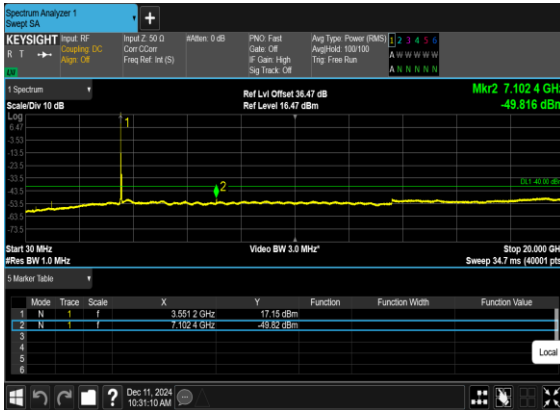 Spectrum Analyzer 1
Swept SA
+
KEYSIGHT Input: RF Input Z: 50 Ω #Atten: 0 dB PNO: Fast Avg Type: Power (RMS) 1 2 3 4 5 6
R T Coupling: DC Corr CCorr Gate: Off Avg|Hold: 100/100 A W W W W W
Align: Off Freq Ref: Int (S) IF Gain: High Trig: Free Run
Sig Track: Off A N N N N N
1 Spectrum Mkr2 7.102 4 GHz
Ref Lvl Offset 36.47 dB
Scale/Div 10 dB Ref Level 16.47 dBm -49.816 dBm
Log
6.47
-3.53
-13.5
-23.5
-33.5
-43.5
-53.5
-63.5
-73.5
1
2
DL1 -40.00 dBm
Start 30 MHz Video BW 3.0 MHz* Stop 20.000 GHz
#Res BW 1.0 MHz Sweep 34.7 ms (40001 pts)
5 Marker Table
Mode Trace Scale X Y Function Function Width Function Value
1 N 1 f 3.551 2 GHz 17.15 dBm
2 N 1 f 7.102 4 GHz -49.82 dBm
3
4
5
6
Local
Dec 11, 2024
10:31:10 AM